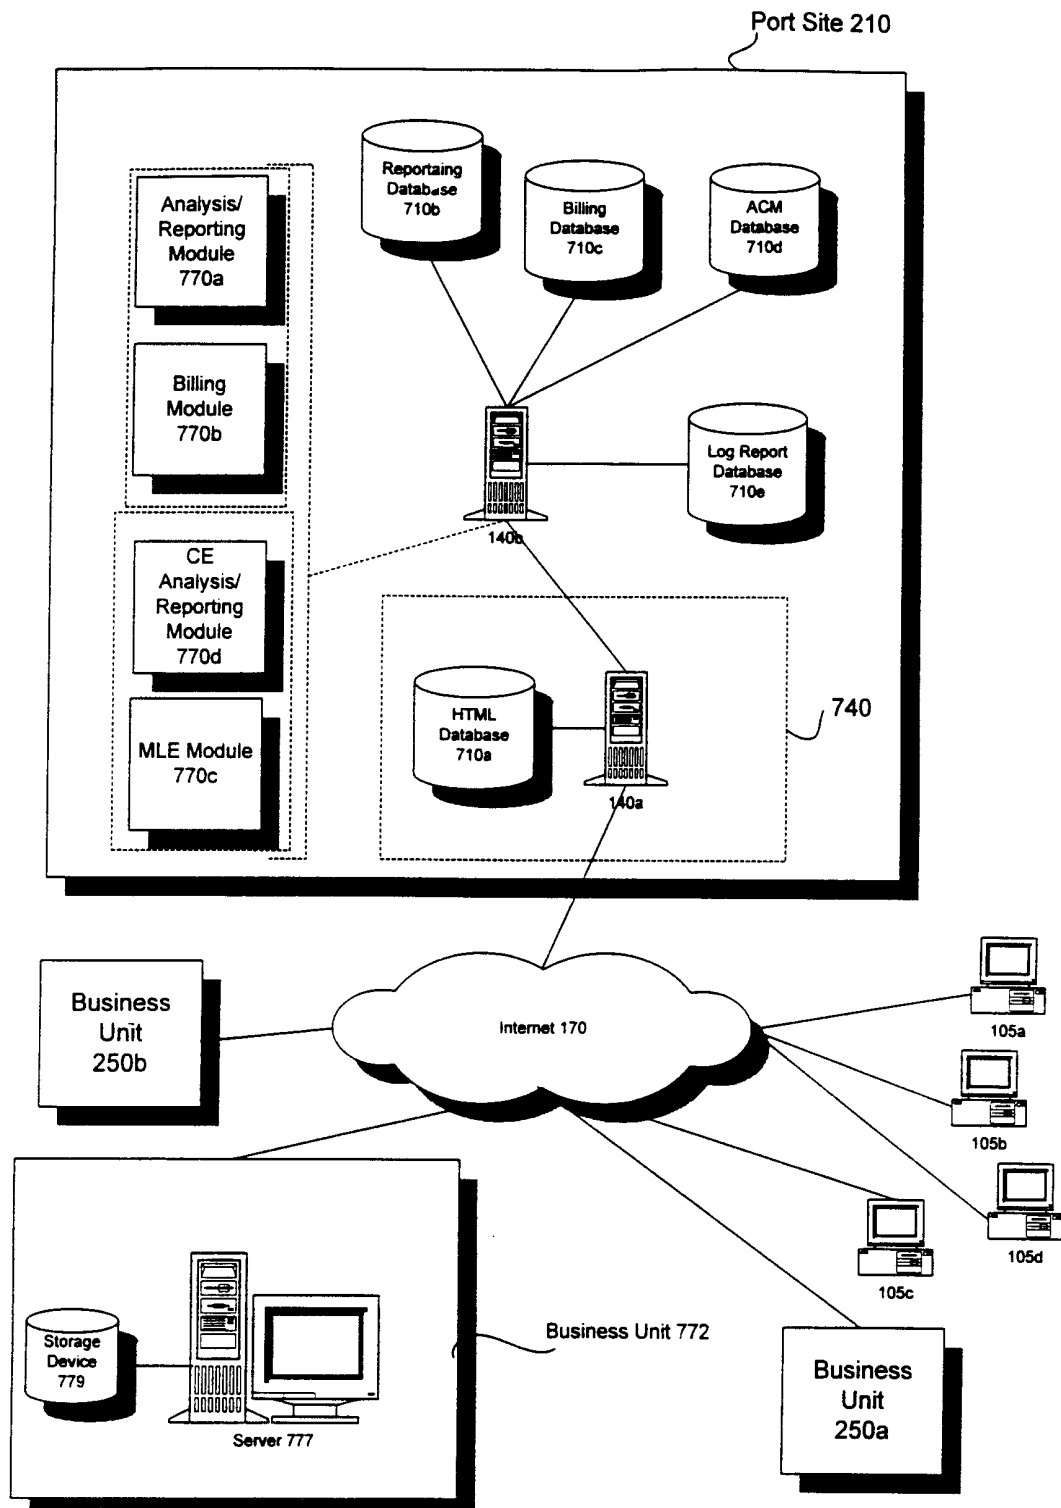 Port Site 210
Reportaing
Database
710b
Billing
Database
710c
ACM
Database
710d
Analysis/
Reporting
Module
770a
Billing
Module
770b
Log Report
Database
710e
140b
CE
Analysis/
Reporting
Module
770d
MLE Module
770c
HTML
Database
710a
140a
740
Business
Unit
250b
Internet 170
105a
105b
105d
105c
Storage
Device
779
Server 777
Business Unit 772
Business
Unit
250a